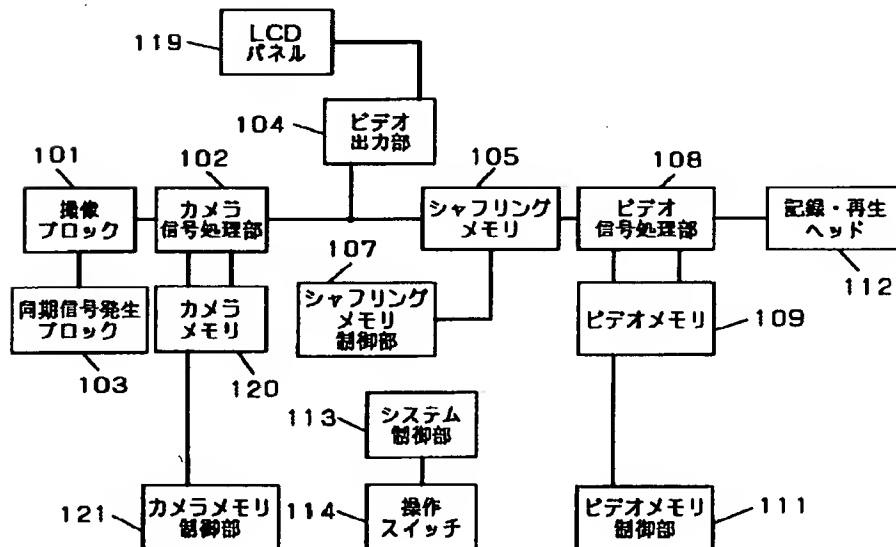 119
LCD
パネル
104
ビデオ
出力部
101
撮像
ブロック
102
カメラ
信号処理部
105
シャフリング
メモリ
108
ビデオ
信号処理部
記録・再生
ヘッド
112
107
シャフリング
メモリ
制御部
同期信号発生
ブロック
103
カメラ
メモリ
120
ビデオメモリ
109
113
システム
制御部
121
カメラメモリ
制御部
114
操作
スイッチ
ビデオメモリ
制御部
111